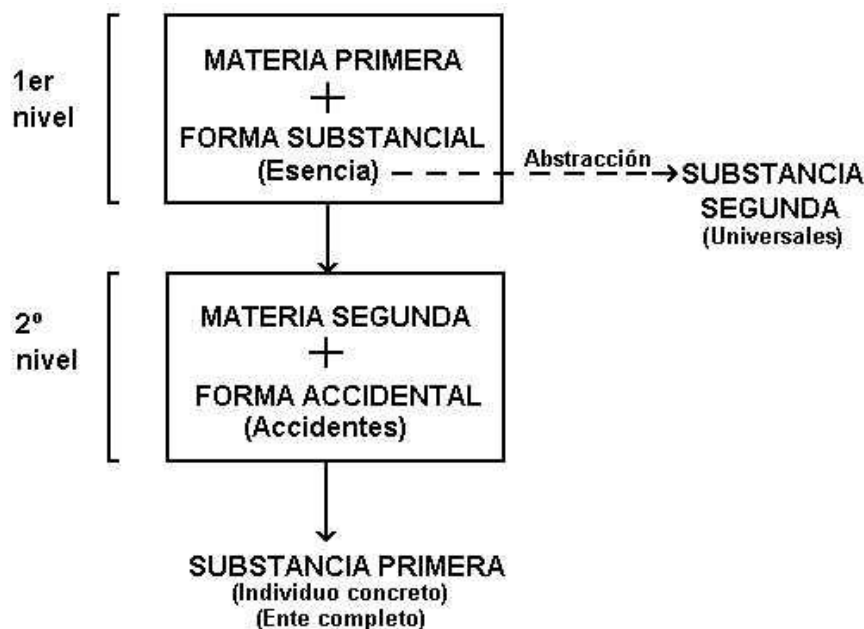 1er
nivel
MATERIA PRIMERA
+
FORMA SUBSTANCIAL
(Esencia)
Abstracción
SUBSTANCIA
SEGUNDA
(Universales)
2º
nivel
MATERIA SEGUNDA
+
FORMA ACCIDENTAL
(Accidentes)
SUBSTANCIA PRIMERA
(Individuo concreto)
(Ente completo)